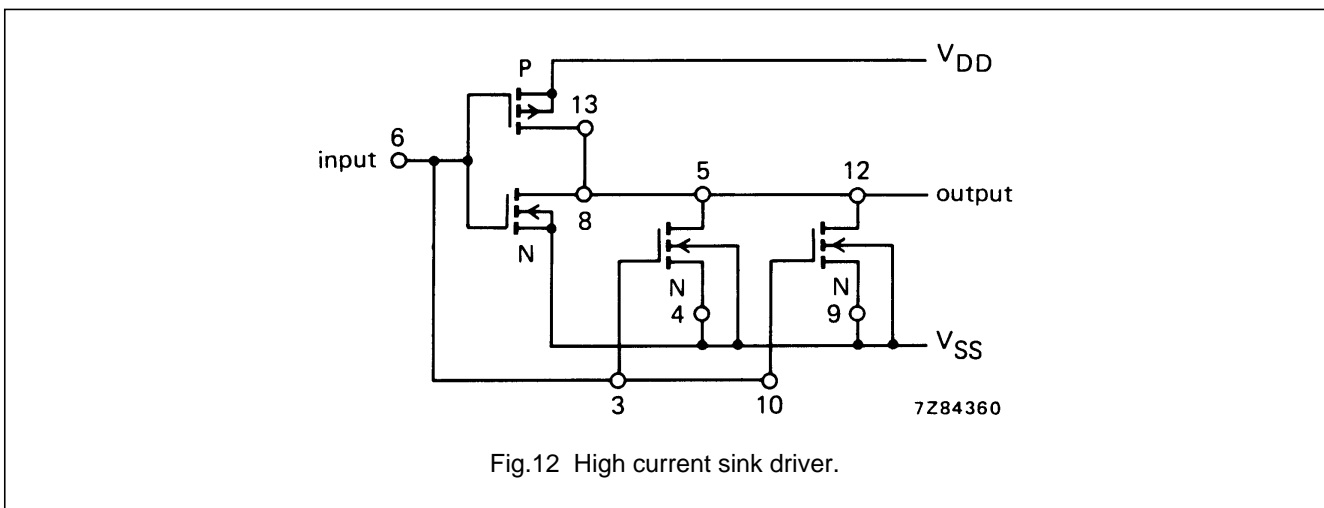 V_DD
P
13
6
input
5
12
output
8
N
N
4
N
9
V_SS
3
10
7Z84360
Fig.12 High current sink driver.